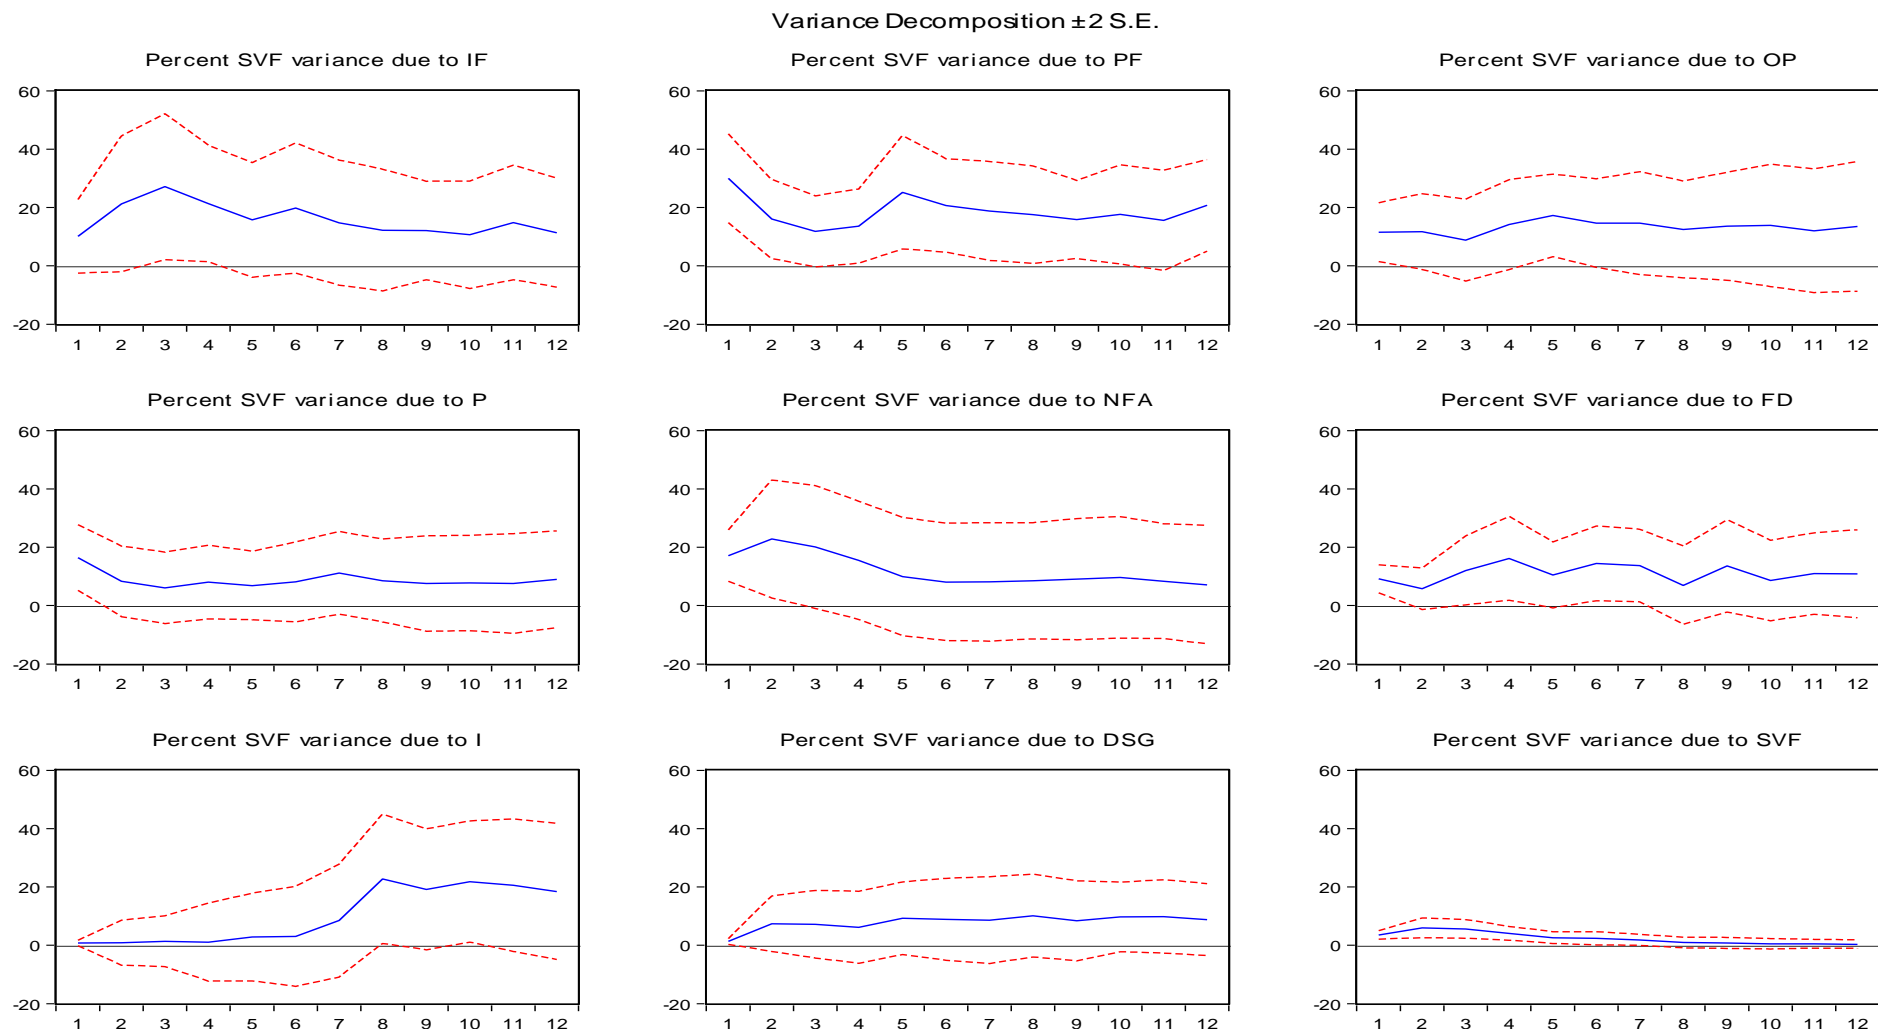 Variance Decomposition ±2 S.E.
Percent SVF variance due to IF
60
40
20
0
-20
1 2 3 4 5 6 7 8 9 10 11 12
Percent SVF variance due to PF
60
40
20
0
-20
1 2 3 4 5 6 7 8 9 10 11 12
Percent SVF variance due to OP
60
40
20
0
-20
1 2 3 4 5 6 7 8 9 10 11 12
Percent SVF variance due to P
60
40
20
0
-20
1 2 3 4 5 6 7 8 9 10 11 12
Percent SVF variance due to NFA
60
40
20
0
-20
1 2 3 4 5 6 7 8 9 10 11 12
Percent SVF variance due to FD
60
40
20
0
-20
1 2 3 4 5 6 7 8 9 10 11 12
Percent SVF variance due to I
60
40
20
0
-20
1 2 3 4 5 6 7 8 9 10 11 12
Percent SVF variance due to DSG
60
40
20
0
-20
1 2 3 4 5 6 7 8 9 10 11 12
Percent SVF variance due to SVF
60
40
20
0
-20
1 2 3 4 5 6 7 8 9 10 11 12